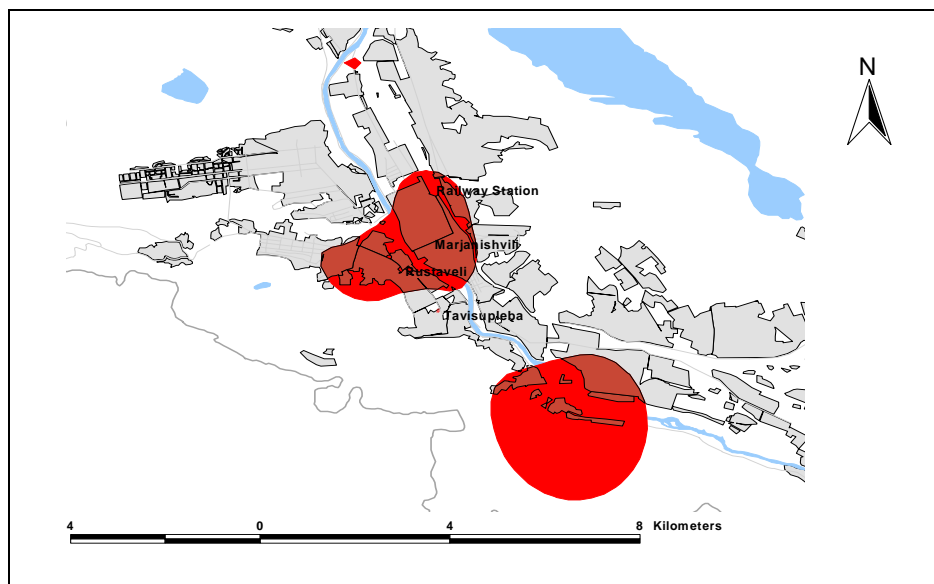 N
Railway Station
Marjanishvili
Rustaveli
Tavisupleba
4 0 4 8 Kilometers